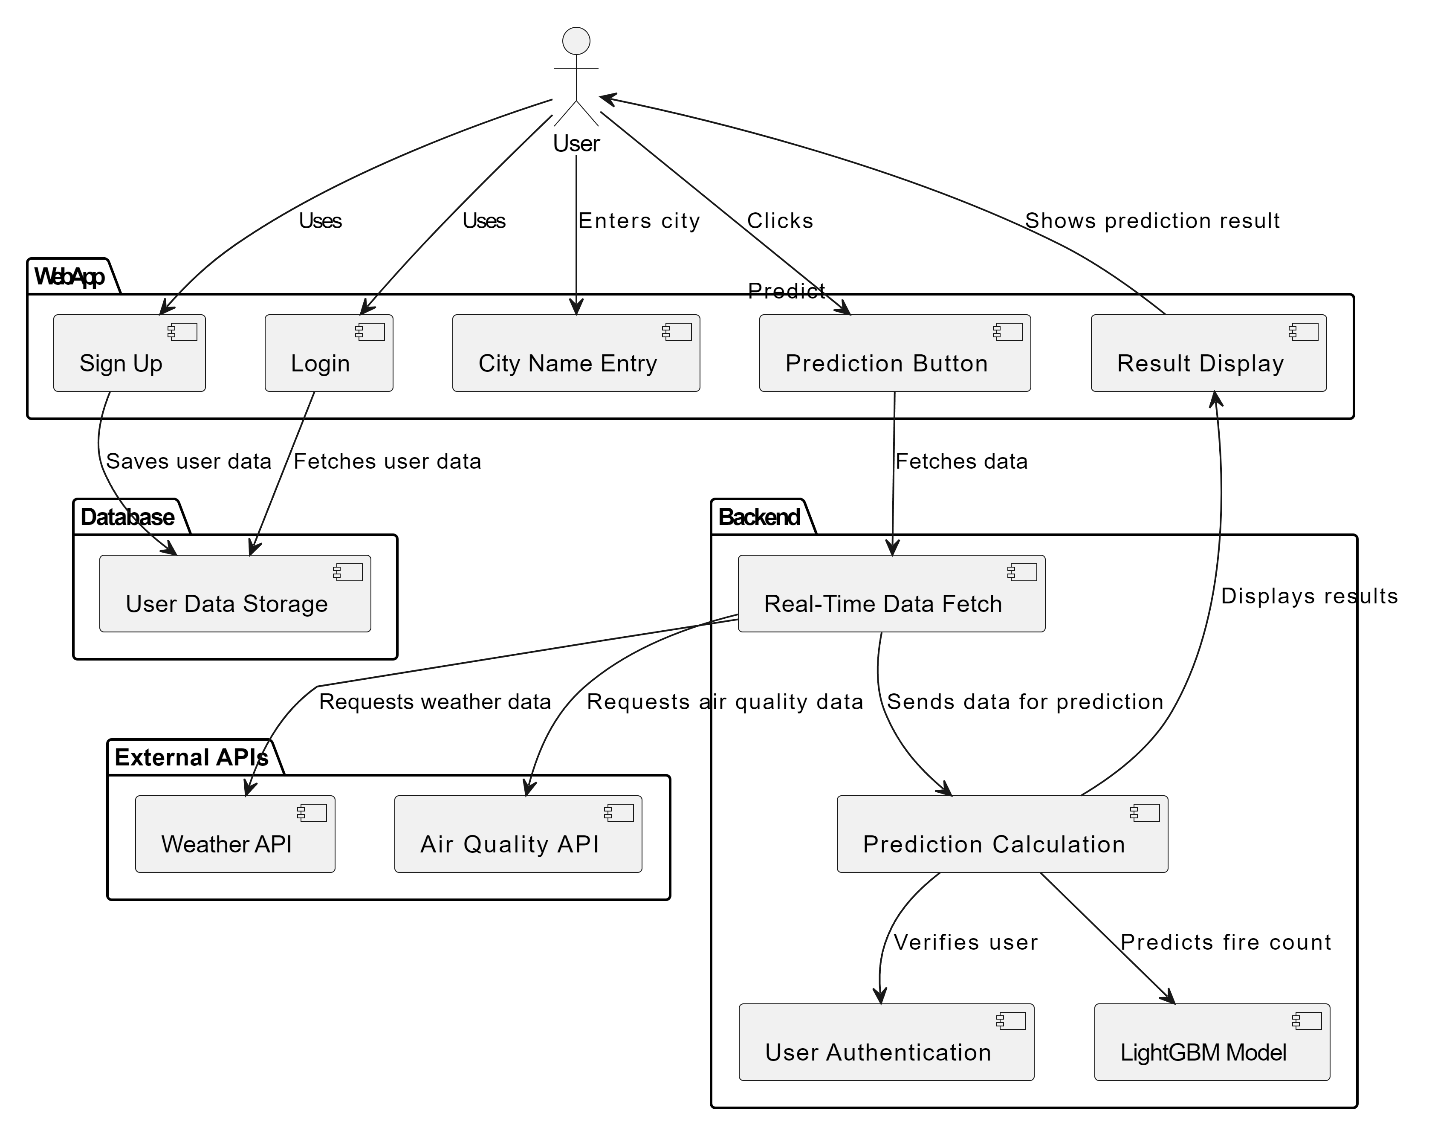 User
Uses
Uses
Enters city
Clicks
Predict
Shows prediction result
WebApp
Sign Up
Login
City Name Entry
Prediction Button
Result Display
Saves user data
Fetches user data
Fetches data
Database
Backend
User Data Storage
Real-Time Data Fetch
Displays results
Requests weather data
Requests air quality data
Sends data for prediction
External APIs
Weather API
Air Quality API
Prediction Calculation
Verifies user
Predicts fire count
User Authentication
LightGBM Model